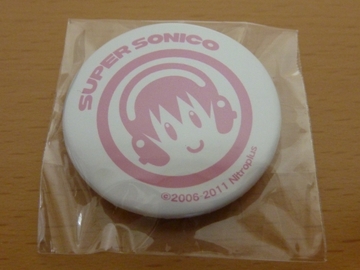 SUPER SONICO
©2006-2011 Nitroplus